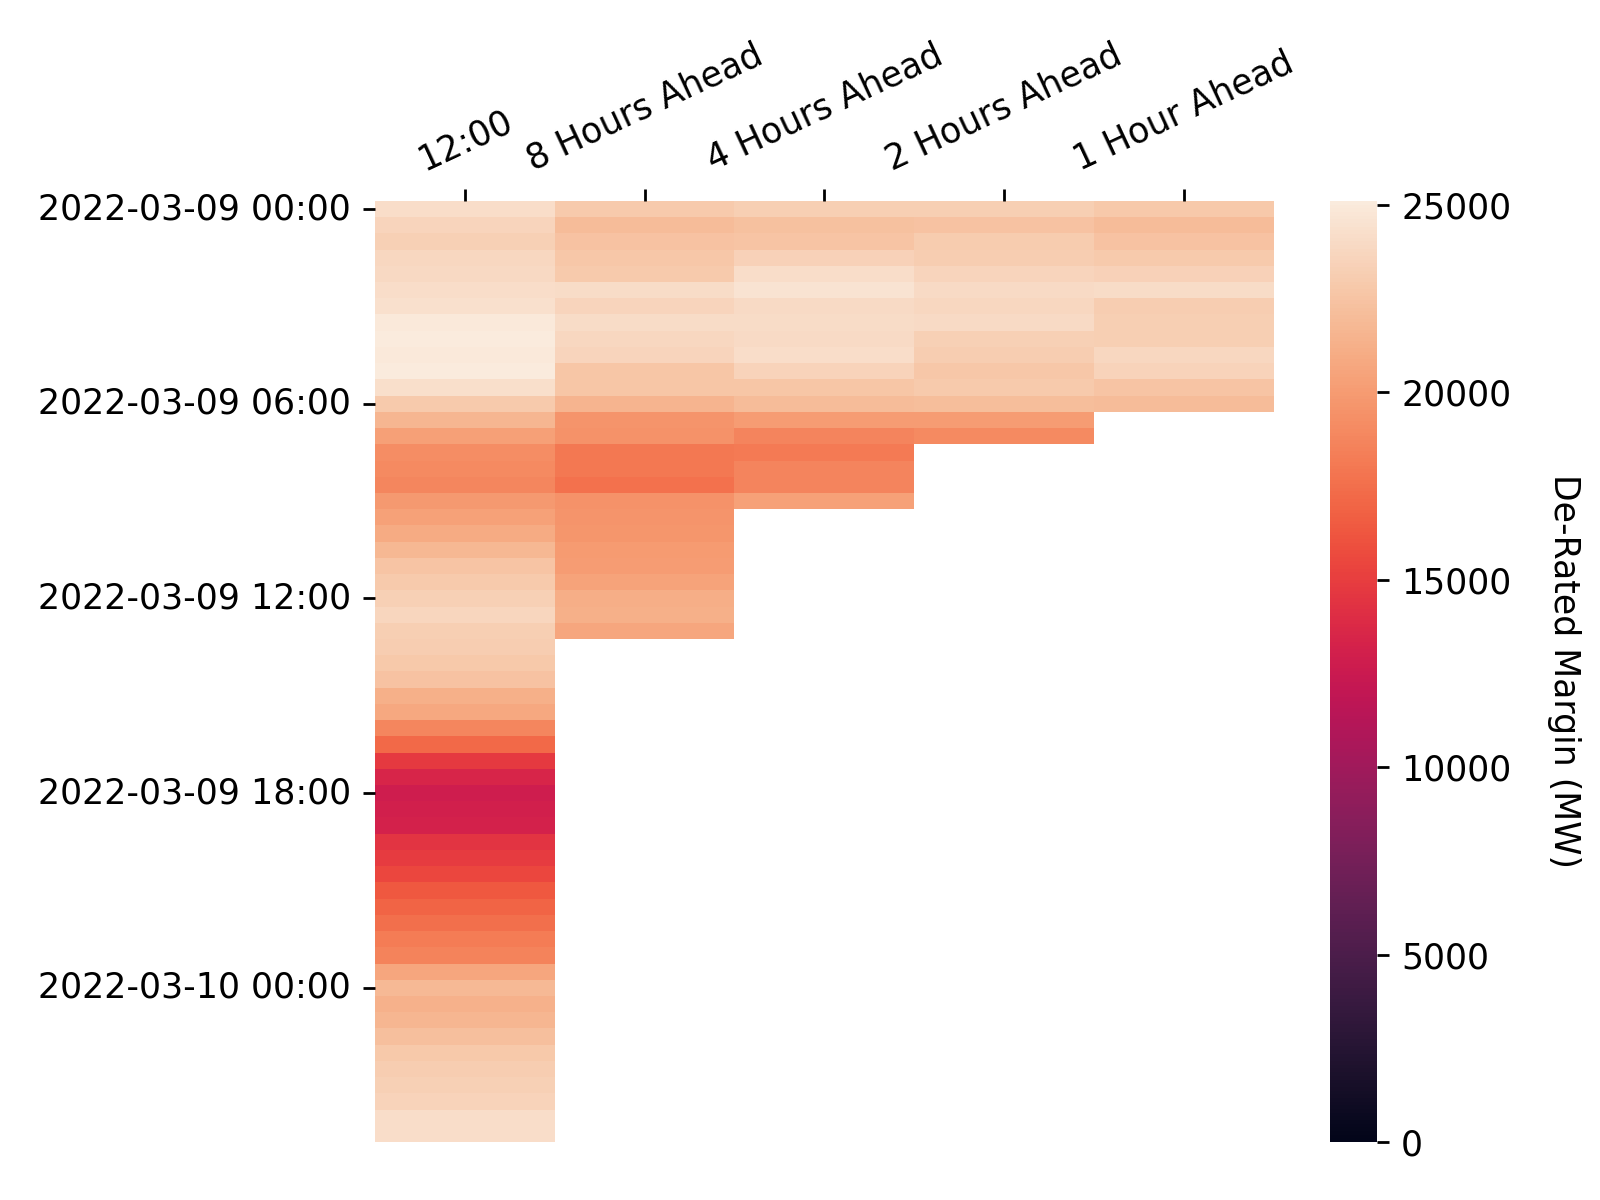 12:00
8 Hours Ahead
4 Hours Ahead
2 Hours Ahead
1 Hour Ahead
2022-03-09 00:00
2022-03-09 06:00
2022-03-09 12:00
2022-03-09 18:00
2022-03-10 00:00
25000
20000
15000
10000
5000
0
De-Rated Margin (MW)